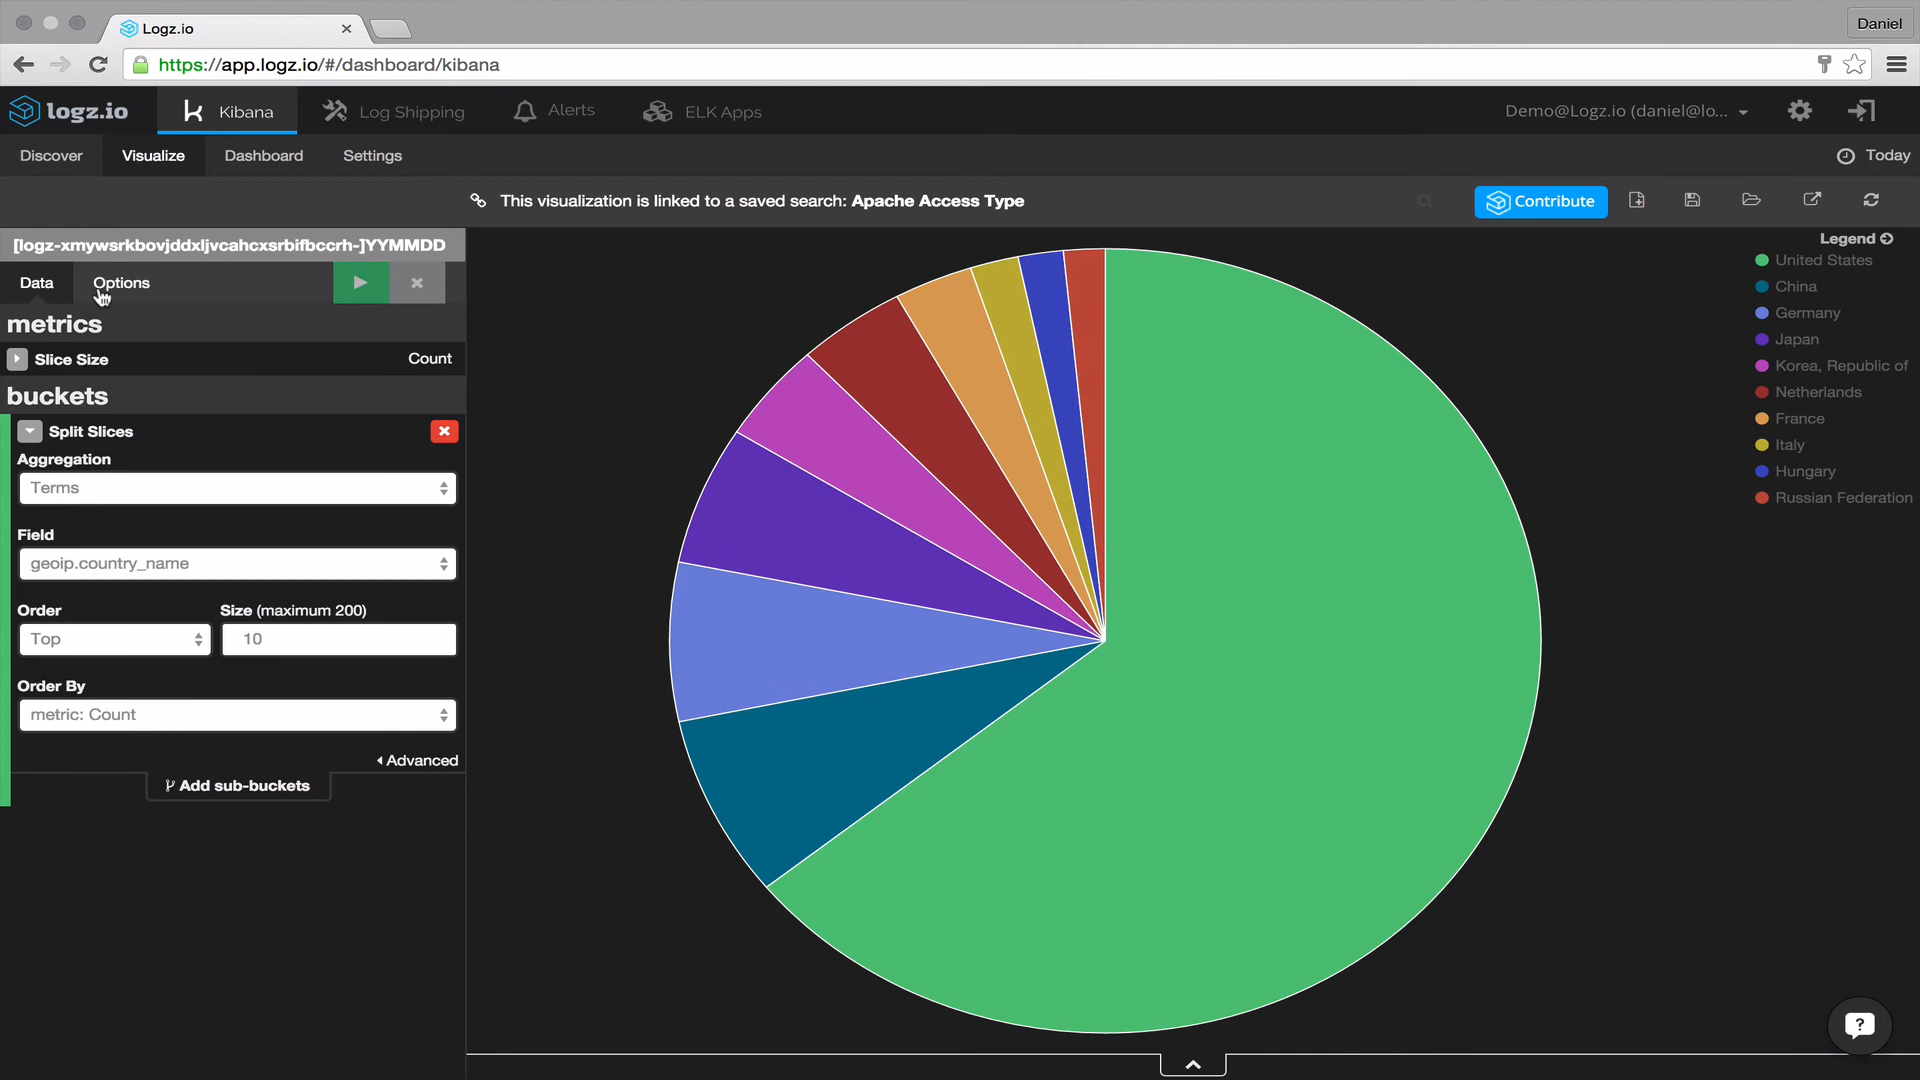 Logz.io
Daniel
https://app.logz.io/#/dashboard/kibana
logz.io
Kibana
Log Shipping
Alerts
ELK Apps
Demo@Logz.io (daniel@lo...
Discover
Visualize
Dashboard
Settings
Today
This visualization is linked to a saved search: Apache Access Type
Contribute
[logz-xmywsrkbovjddxljvcahcxsrbifbccrh-]YYMMDD
Legend
Data
Options
metrics
Slice Size
Count
buckets
Split Slices
Aggregation
Terms
Field
geoip.country_name
Order
Size (maximum 200)
Top
10
Order By
metric: Count
Advanced
Add sub-buckets
United States
China
Germany
Japan
Korea, Republic of
Netherlands
France
Italy
Hungary
Russian Federation